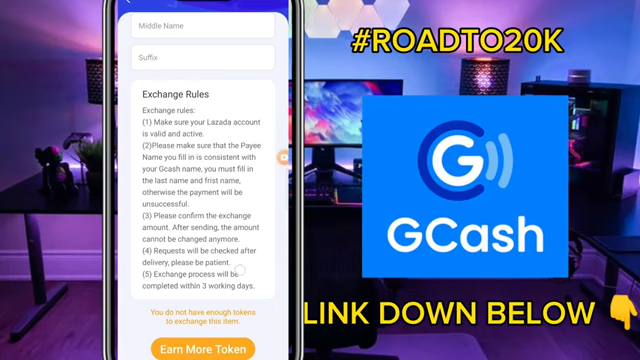 Middle Name
Suffix
Exchange Rules
Exchange rules:
(1) Make sure your Lazada account
is valid and active.
(2)Please make sure that the Payee
Name you fill in is consistent with
your Gcash name, you must fill in
the last name and frist name,
otherwise the payment will be
unsuccessful.
(3) Please confirm the exchange
amount. After sending, the amount
cannot be changed anymore.
(4) Requests will be checked after
delivery, please be patient.
(5) Exchange process will be
completed within 3 working days.
You do not have enough tokens
to exchange this item.
Earn More Token
#ROADTO20K
G
GCash
LINK DOWN BELOW